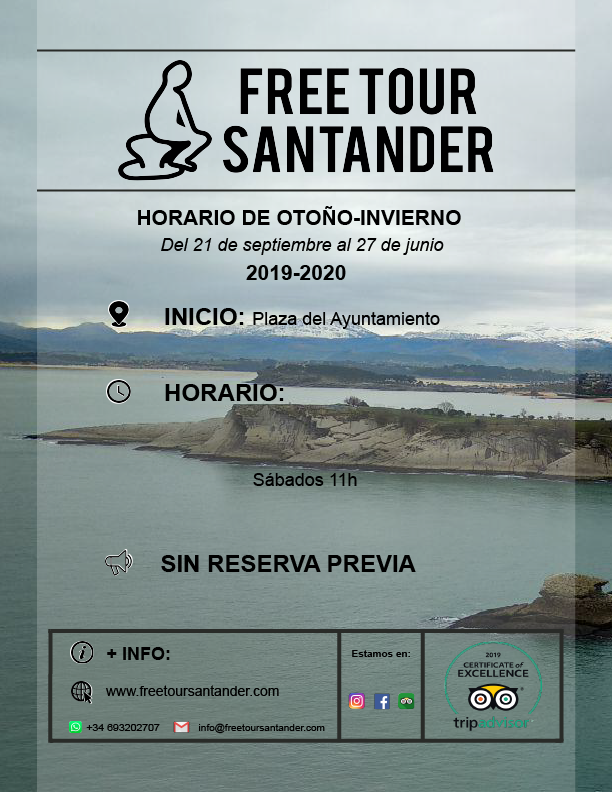 FREE TOUR
SANTANDER
HORARIO DE OTOÑO-INVIERNO
Del 21 de septiembre al 27 de junio
2019-2020
INICIO: Plaza del Ayuntamiento
HORARIO:
Sábados 11h
SIN RESERVA PREVIA
+ INFO:
www.freetoursantander.com
+34 693202707 info@freetoursantander.com
Estamos en:
2019
CERTIFICATE of
EXCELLENCE
tripadvisor